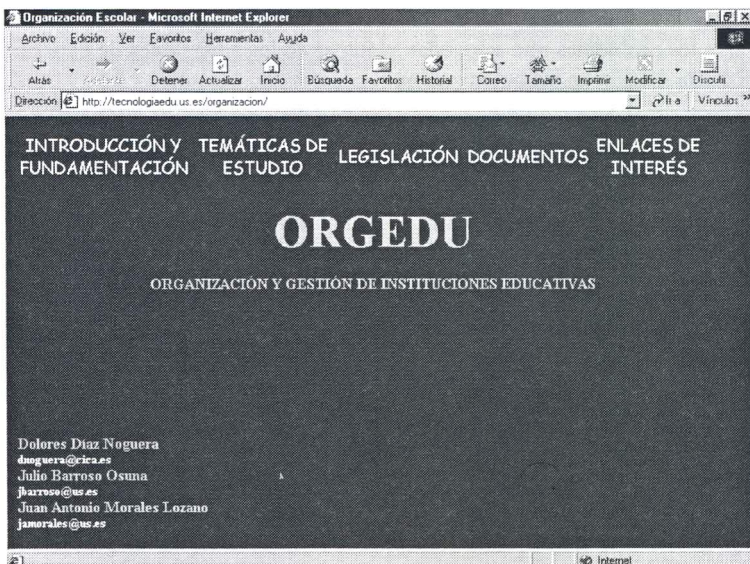 Organización Escolar - Microsoft Internet Explorer
Archivo Edición Ver Favoritos Herramientas Ayuda
Atrás Adelante Detener Actualizar Inicio Búsqueda Favoritos Historial Correo Tamaño Imprimir Modificar Discutir
Dirección http://tecnologiaedu.us.es/organizacion/ Ir a Vínculos »
INTRODUCCIÓN Y FUNDAMENTACIÓN
TEMÁTICAS DE ESTUDIO
LEGISLACIÓN
DOCUMENTOS
ENLACES DE INTERÉS
ORGEDU
ORGANIZACIÓN Y GESTIÓN DE INSTITUCIONES EDUCATIVAS
Dolores Díaz Noguera
dnoguera@cica.es
Julio Barroso Osuna
jbarroso@us.es
Juan Antonio Morales Lozano
jamorales@us.es
Internet